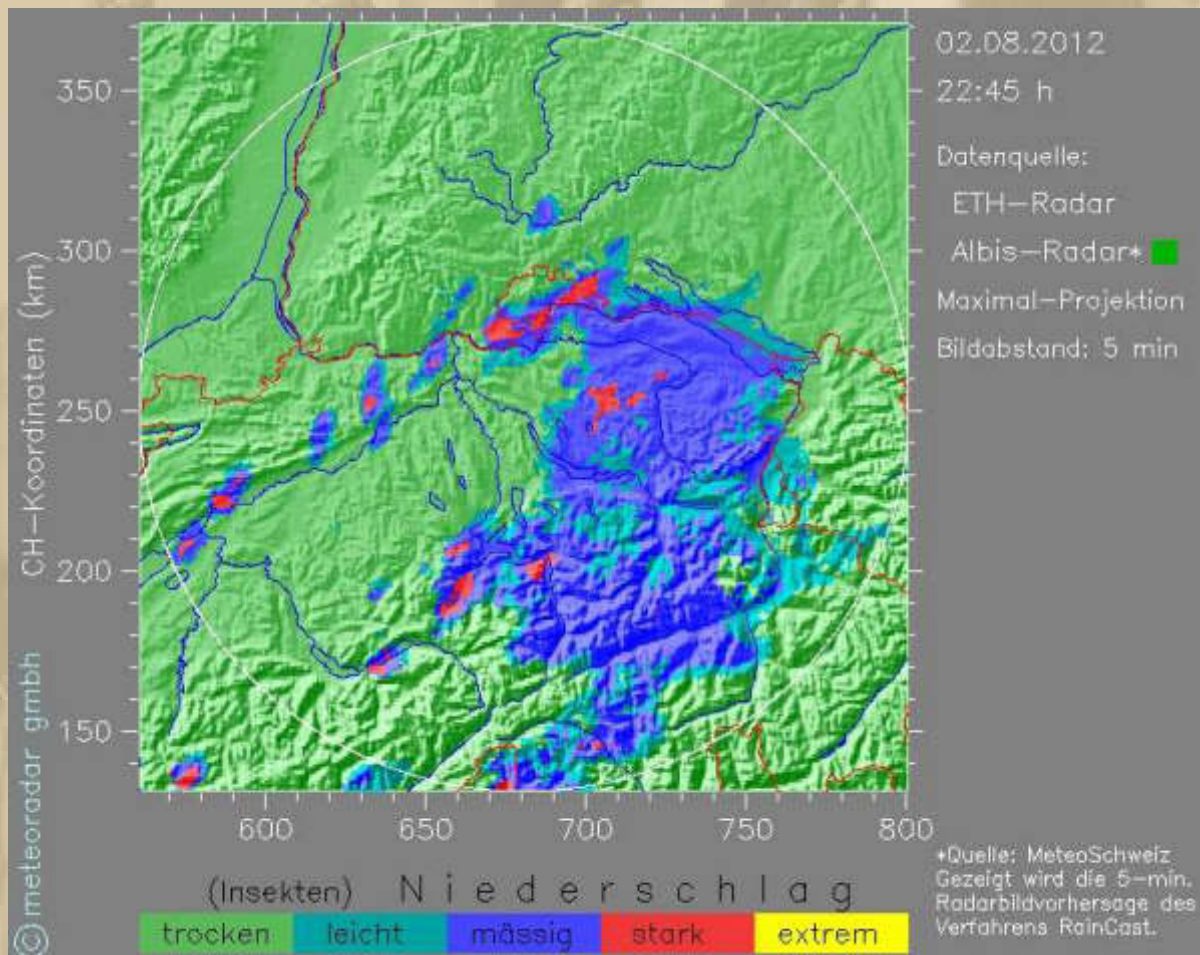 02.08.2012
22:45 h
Datenquelle:
ETH-Radar
Albis-Radar*
Maximal-Projektion
Bildabstand: 5 min
CH-Koordinaten (km)
350
300
250
200
150
600
650
700
750
800
© meteoradar gmbh
*Quelle: MeteoSchweiz
Gezeigt wird die 5-min.
Radarbildvorhersage des
Verfahrens RainCast.
(Insekten) Niederschlag
trocken leicht mässig stark extrem